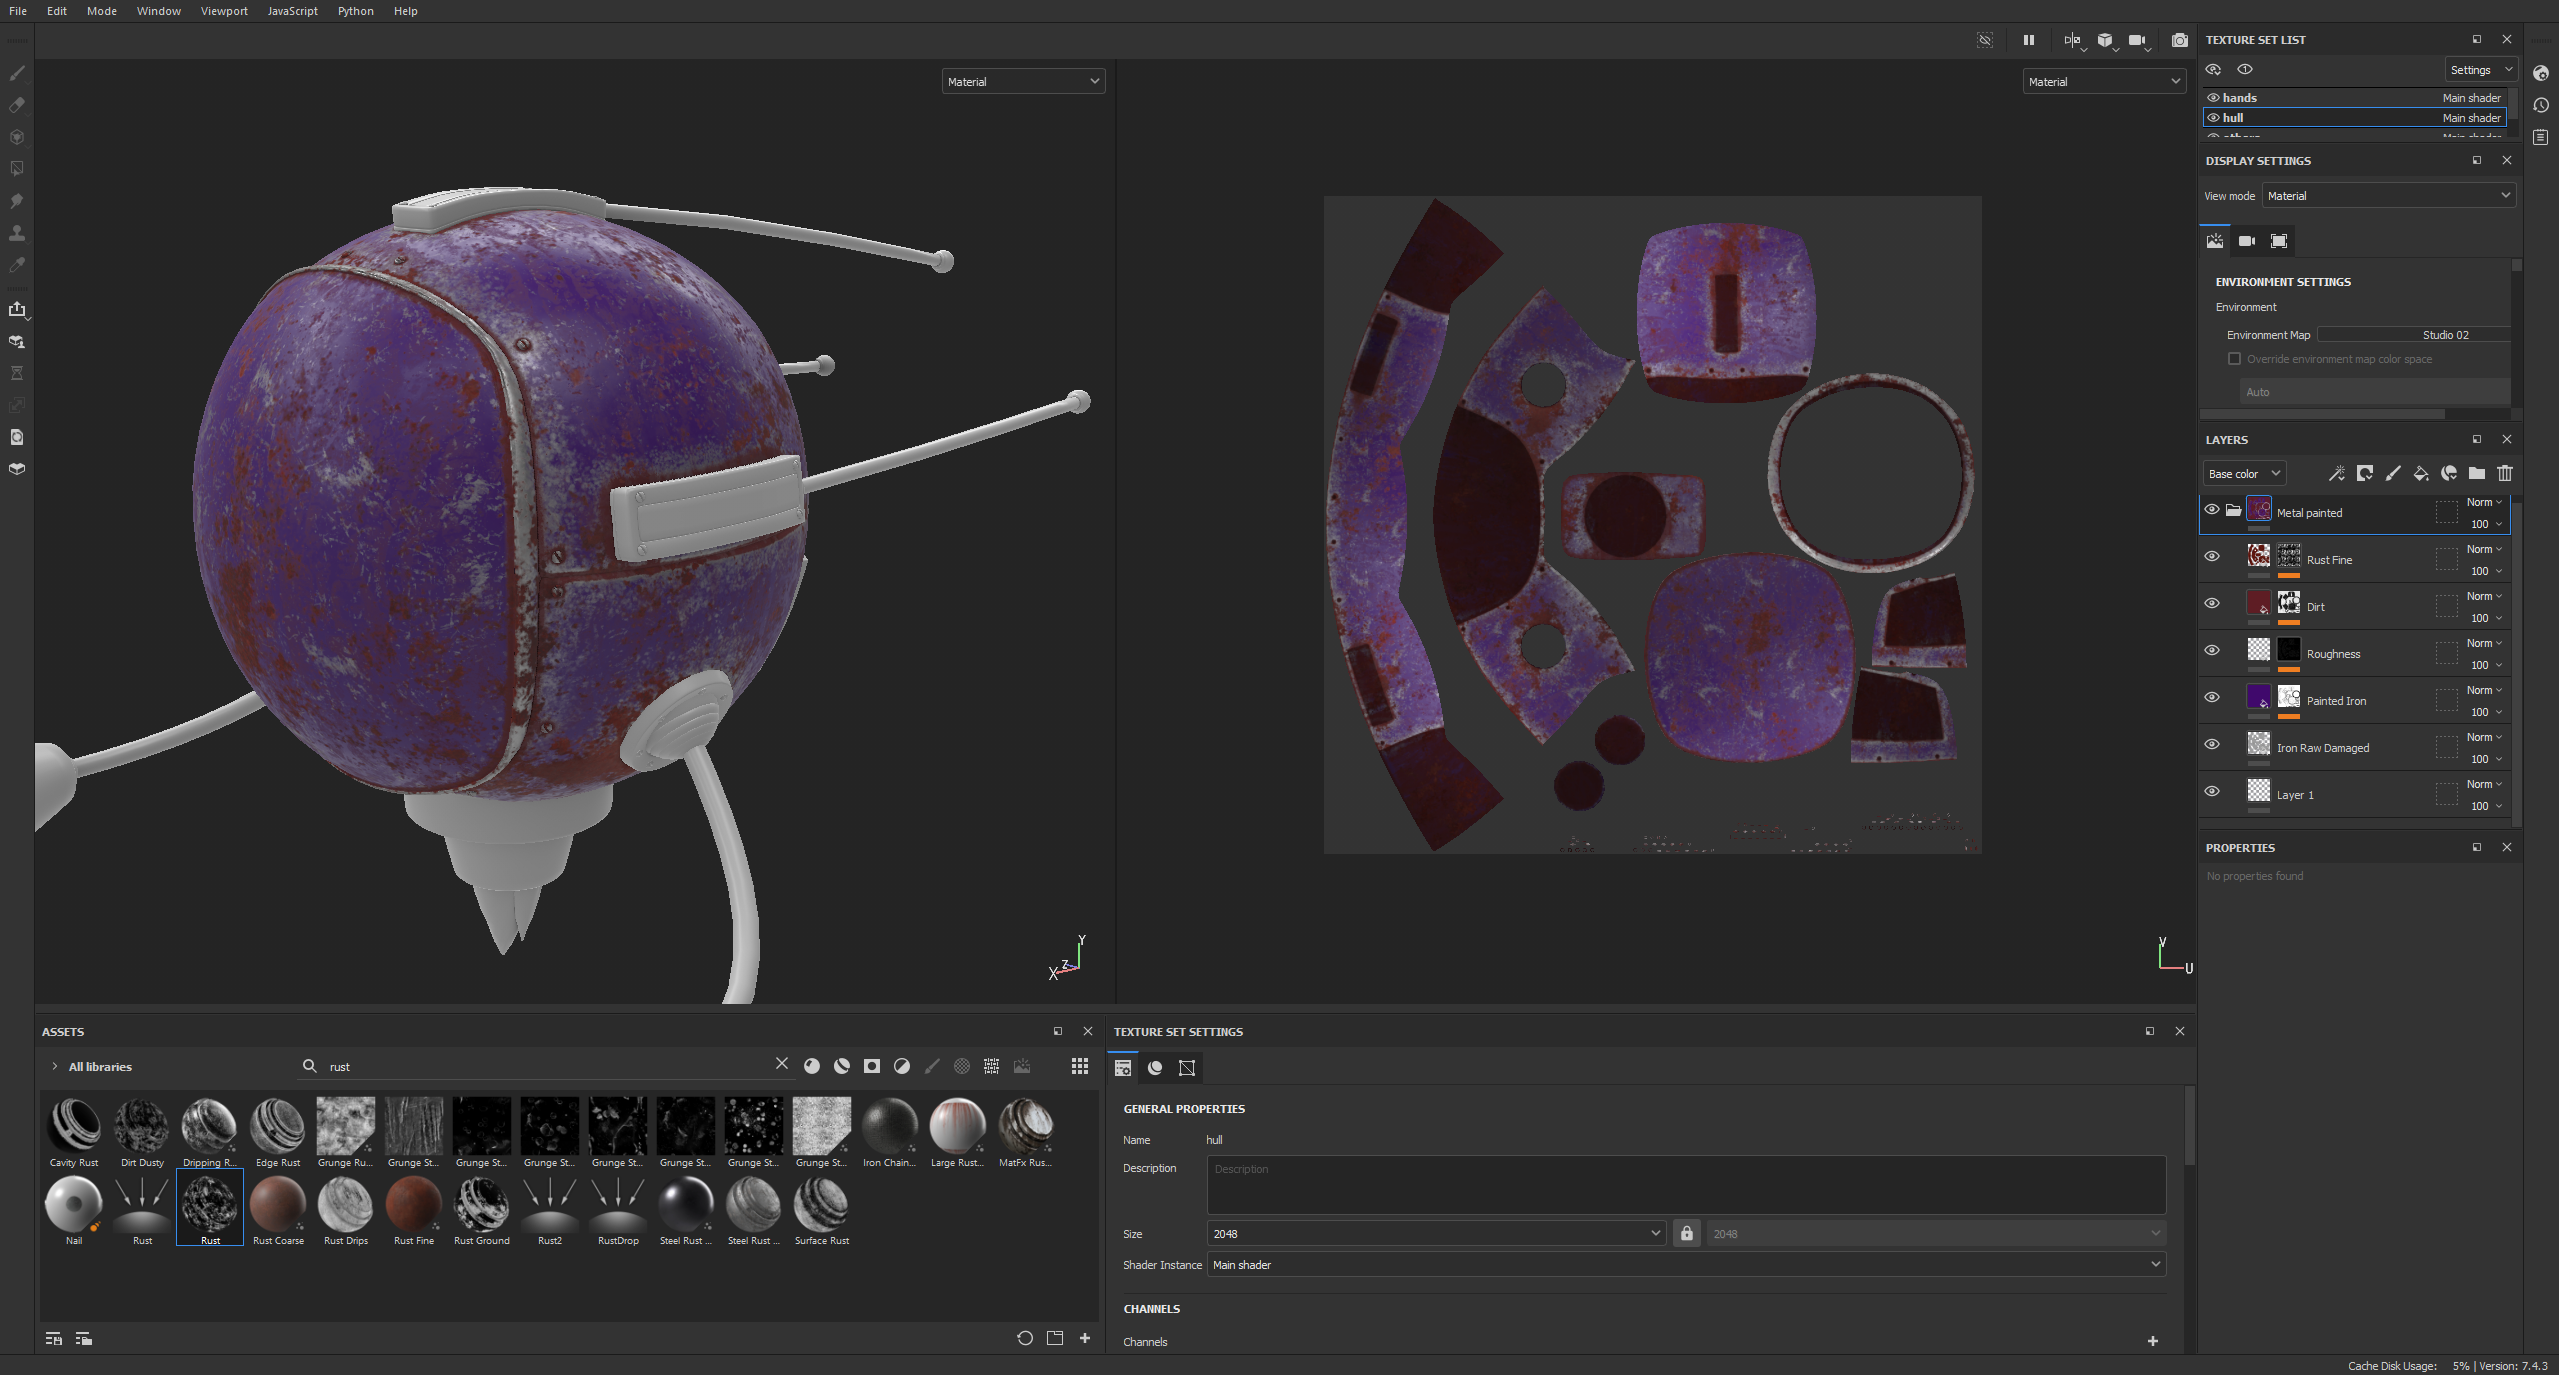 File Edit Mode Window Viewport JavaScript Python Help
Material
Material
TEXTURE SET LIST
Settings
hands Main shader
hull Main shader
DISPLAY SETTINGS
View mode Material
ENVIRONMENT SETTINGS
Environment
Environment Map Studio 02
Override environment map color space
Auto
LAYERS
Base color
Metal painted Norm
100
Rust Fine Norm
100
Dirt Norm
100
Roughness Norm
100
Painted Iron Norm
100
Iron Raw Damaged Norm
100
Layer 1 Norm
100
PROPERTIES
No properties found
Y
Z
X
V
U
ASSETS
All libraries rust
Cavity Rust Dirt Dusty Dripping R... Edge Rust Grunge Ru... Grunge St... Grunge St... Grunge St... Grunge St... Grunge St... Grunge St... Grunge St... Iron Chain... Large Rust... MatFx Rus...
Nail Rust Rust Rust Coarse Rust Drips Rust Fine Rust Ground Rust2 RustDrop Steel Rust ... Steel Rust ... Surface Rust
TEXTURE SET SETTINGS
GENERAL PROPERTIES
Name hull
Description Description
Size 2048 2048
Shader Instance Main shader
CHANNELS
Channels
Cache Disk Usage: 5% | Version: 7.4.3